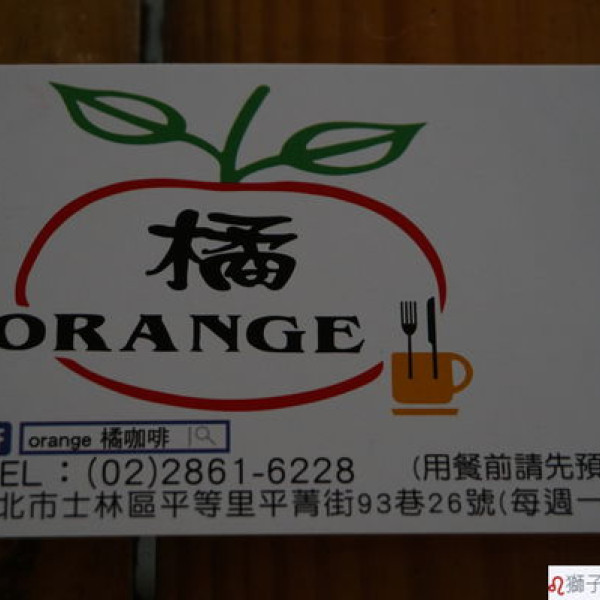 橘
ORANGE
orange 橘咖啡
TEL：(02)2861-6228 (用餐前請先預
北市士林區平等里平菁街93巷26號(每週一
獅子